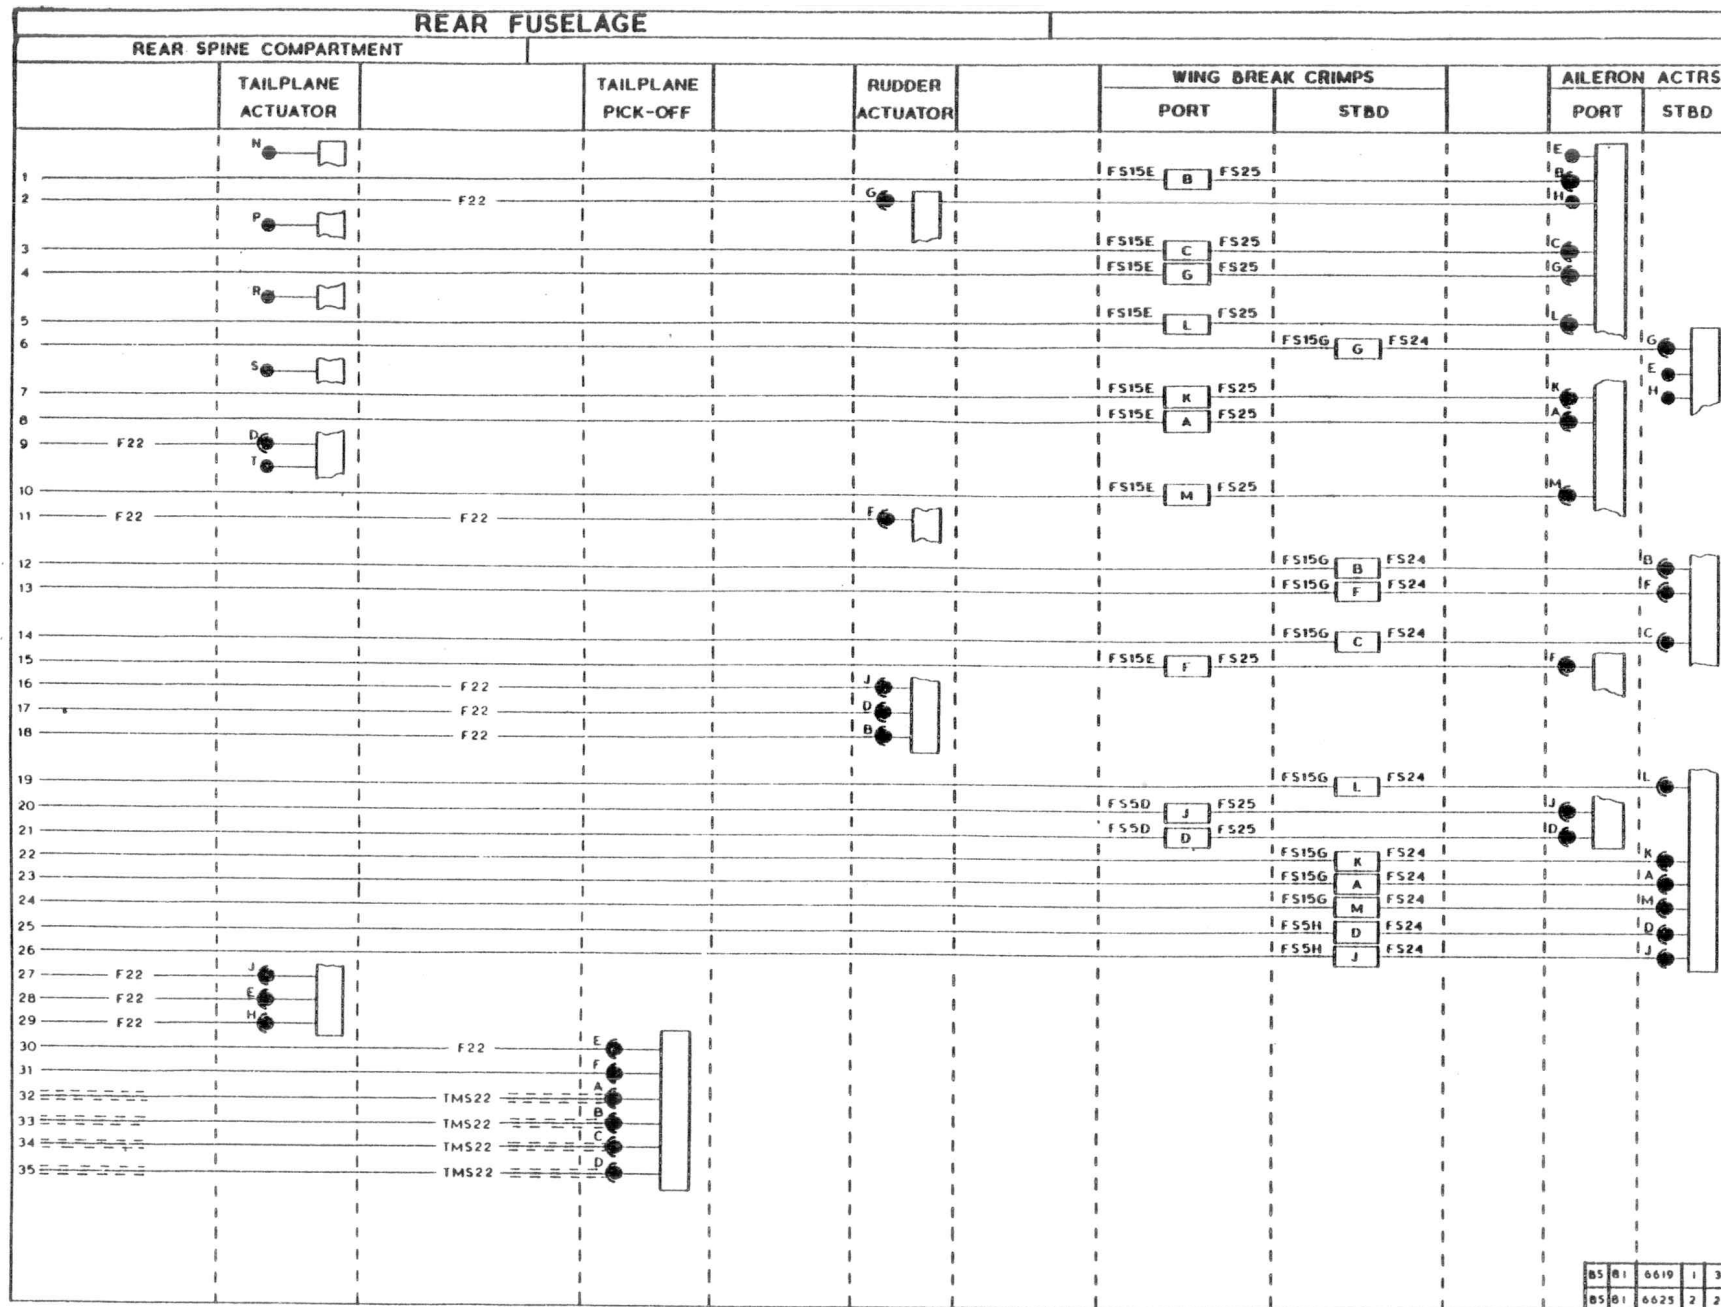 REAR FUSELAGE
REAR SPINE COMPARTMENT
TAILPLANE ACTUATOR
TAILPLANE PICK-OFF
RUDDER ACTUATOR
WING BREAK CRIMPS
PORT STBD
AILERON ACTRS
PORT STBD
N E
1 FS15E B FS25 B
2 F22 G H
P
3 FS15E C FS25 C
4 FS15E G FS25 G
R
5 FS15E L FS25 L
6 FS15G G FS24 G
S E
7 FS15E K FS25 K H
8 FS15E A FS25 A
9 F22 D
T
10 FS15E M FS25 M
11 F22 F22 F
12 FS15G B FS24 B
13 FS15G F FS24 F
14 FS15G C FS24 C
15 FS15E F FS25 F
16 F22 J
17 F22 D
18 F22 B
19 FS15G L FS24 L
20 FS5D J FS25 J
21 FS5D D FS25 D
22 FS15G K FS24 K
23 FS15G A FS24 A
24 FS15G M FS24 M
25 FS5H D FS24 D
26 FS5H J FS24 J
27 F22 J
28 F22 E
29 F22 H
30 F22 E
31 F
32 TMS22 A
33 TMS22 B
34 TMS22 C
35 TMS22 D
85 81 6619 1 3
85 81 6625 2 2